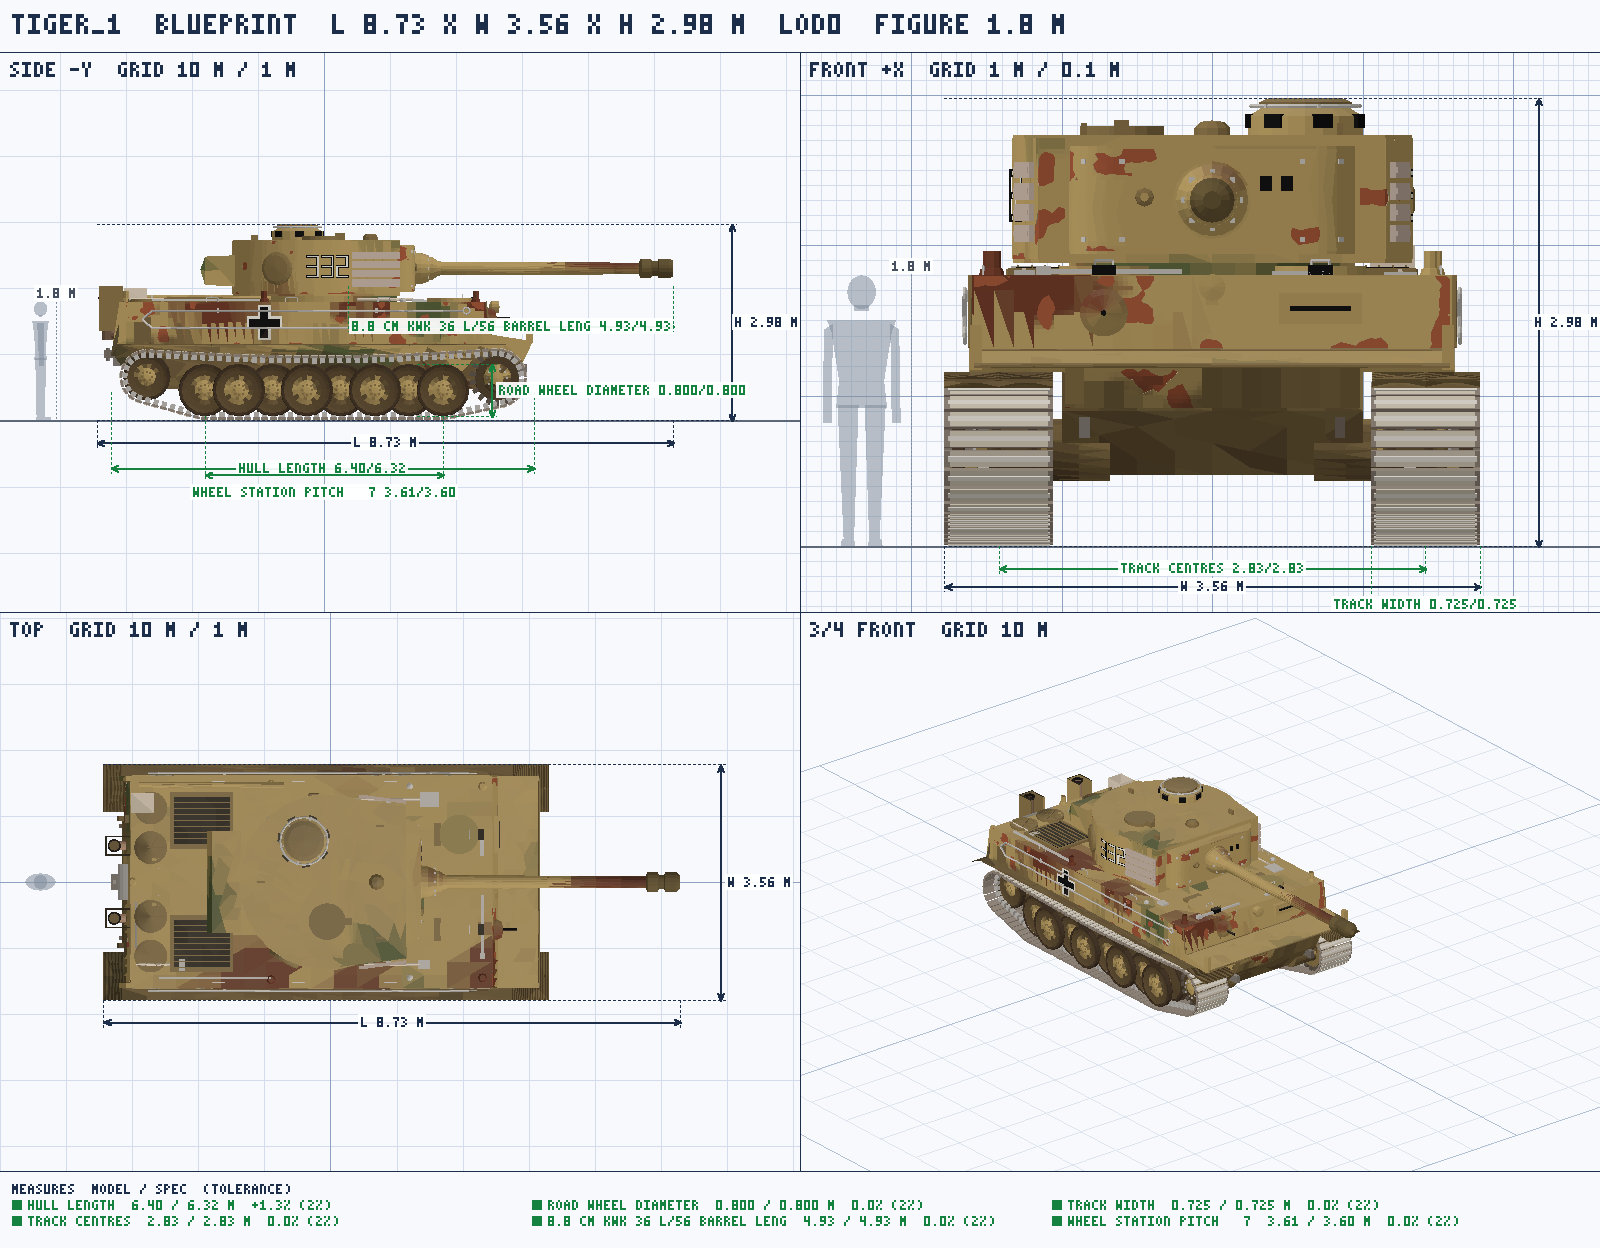 TIGER_1 BLUEPRINT L 8.73 X W 3.56 X H 2.98 M LOD0 FIGURE 1.8 M
SIDE -Y GRID 10 M / 1 M
1.8 M
332
8.8 CM KWK 36 L/56 BARREL LENG 4.93/4.93
H 2.98 M
ROAD WHEEL DIAMETER 0.800/0.800
L 8.73 M
HULL LENGTH 6.40/6.32
WHEEL STATION PITCH 7 3.61/3.60
FRONT +X GRID 1 M / 0.1 M
1.8 M
H 2.98 M
TRACK CENTRES 2.83/2.83
W 3.56 M
TRACK WIDTH 0.725/0.725
TOP GRID 10 M / 1 M
W 3.56 M
L 8.73 M
3/4 FRONT GRID 10 M
332
MEASURES MODEL / SPEC (TOLERANCE)
HULL LENGTH 6.40 / 6.32 M +1.3% (2%)
ROAD WHEEL DIAMETER 0.800 / 0.800 M 0.0% (2%)
TRACK WIDTH 0.725 / 0.725 M 0.0% (2%)
TRACK CENTRES 2.83 / 2.83 M 0.0% (2%)
8.8 CM KWK 36 L/56 BARREL LENG 4.93 / 4.93 M 0.0% (2%)
WHEEL STATION PITCH 7 3.61 / 3.60 M 0.0% (2%)